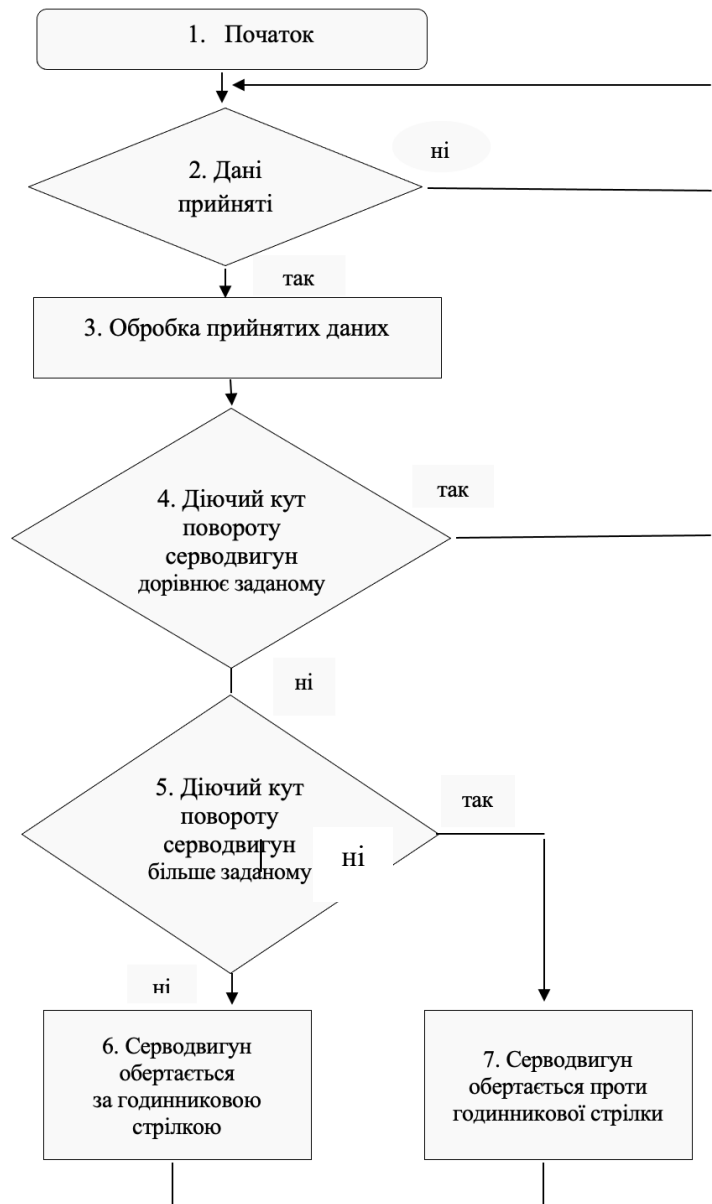 1. Початок
ні
2. Дані
прийняті
так
3. Обробка прийнятих даних
4. Діючий кут
повороту
серводвигун
дорівнює заданому
так
ні
5. Діючий кут
повороту
серводвигун
більше заданому
так
ні
ні
6. Серводвигун
обертається
за годинниковою
стрілкою
7. Серводвигун
обертається проти
годинникової стрілки